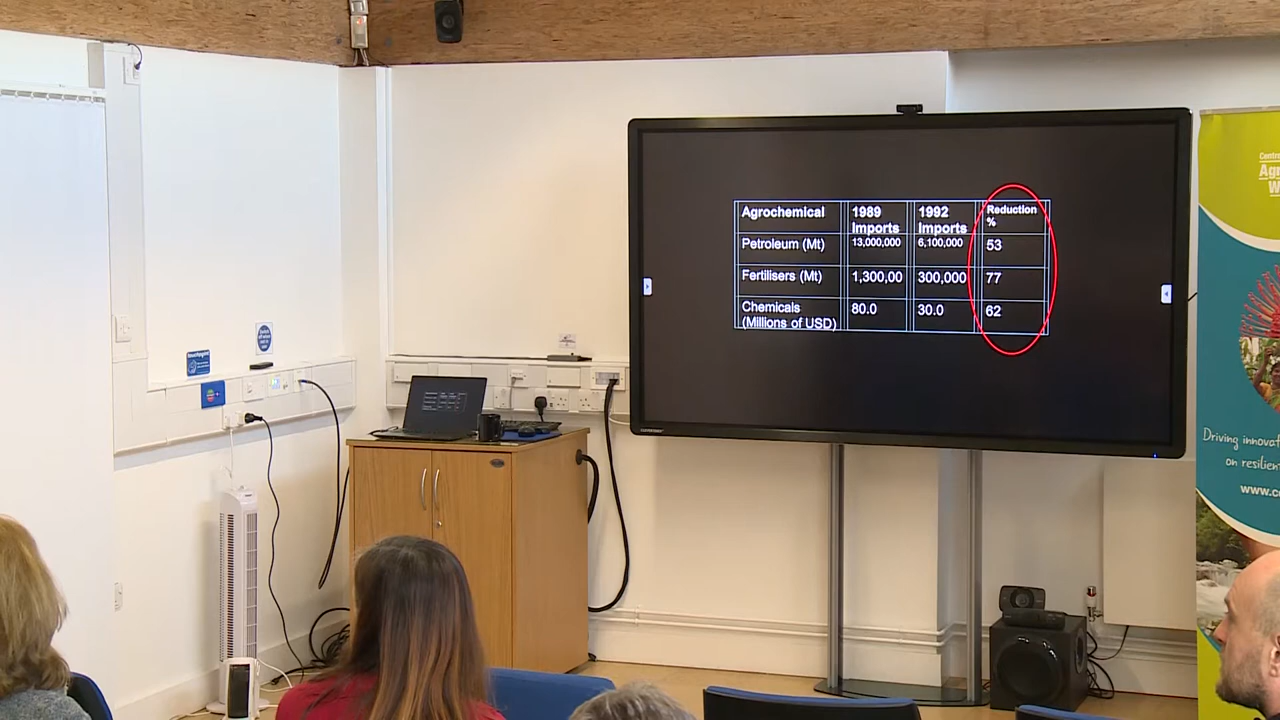 Agrochemical 1989 Imports 1992 Imports Reduction %
Petroleum (Mt) 13,000,000 6,100,000 53
Fertilisers (Mt) 1,300,00 300,000 77
Chemicals (Millions of USD) 80.0 30.0 62
Driving innovat
on resilien
www.c